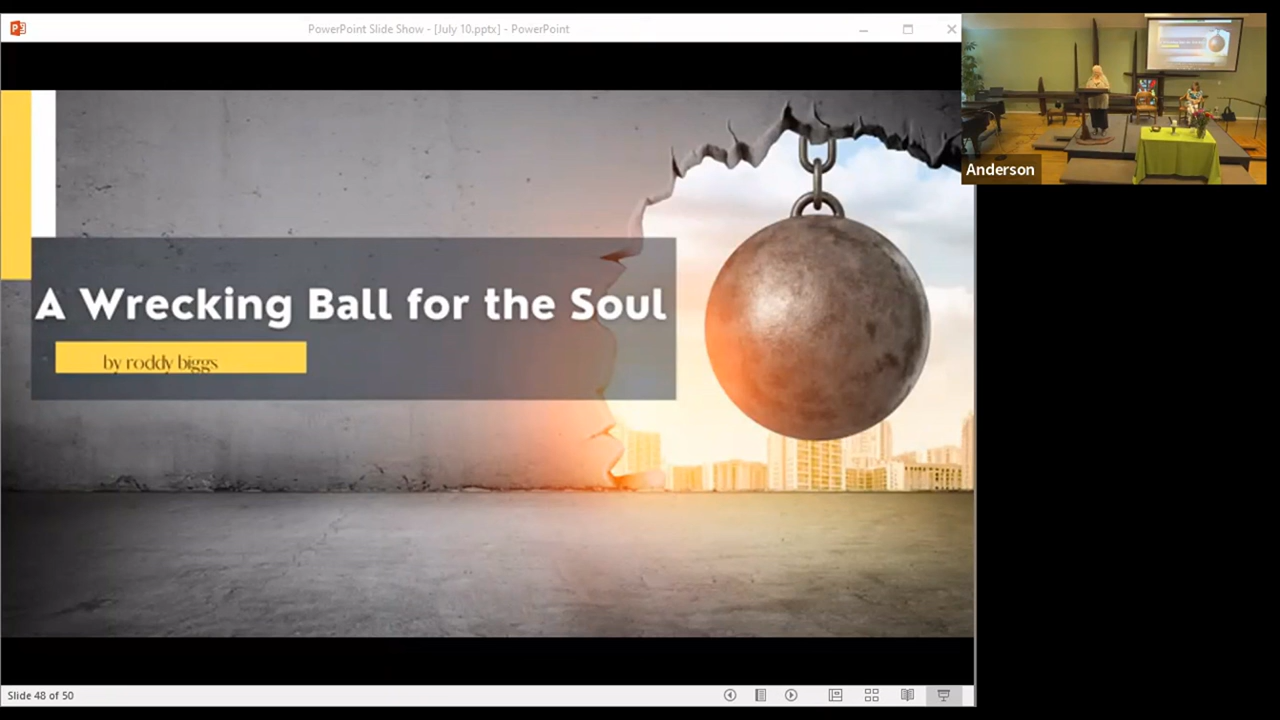 PowerPoint Slide Show - [July 10.pptx] - PowerPoint
Anderson
A Wrecking Ball for the Soul
by roddy biggs
Slide 48 of 50